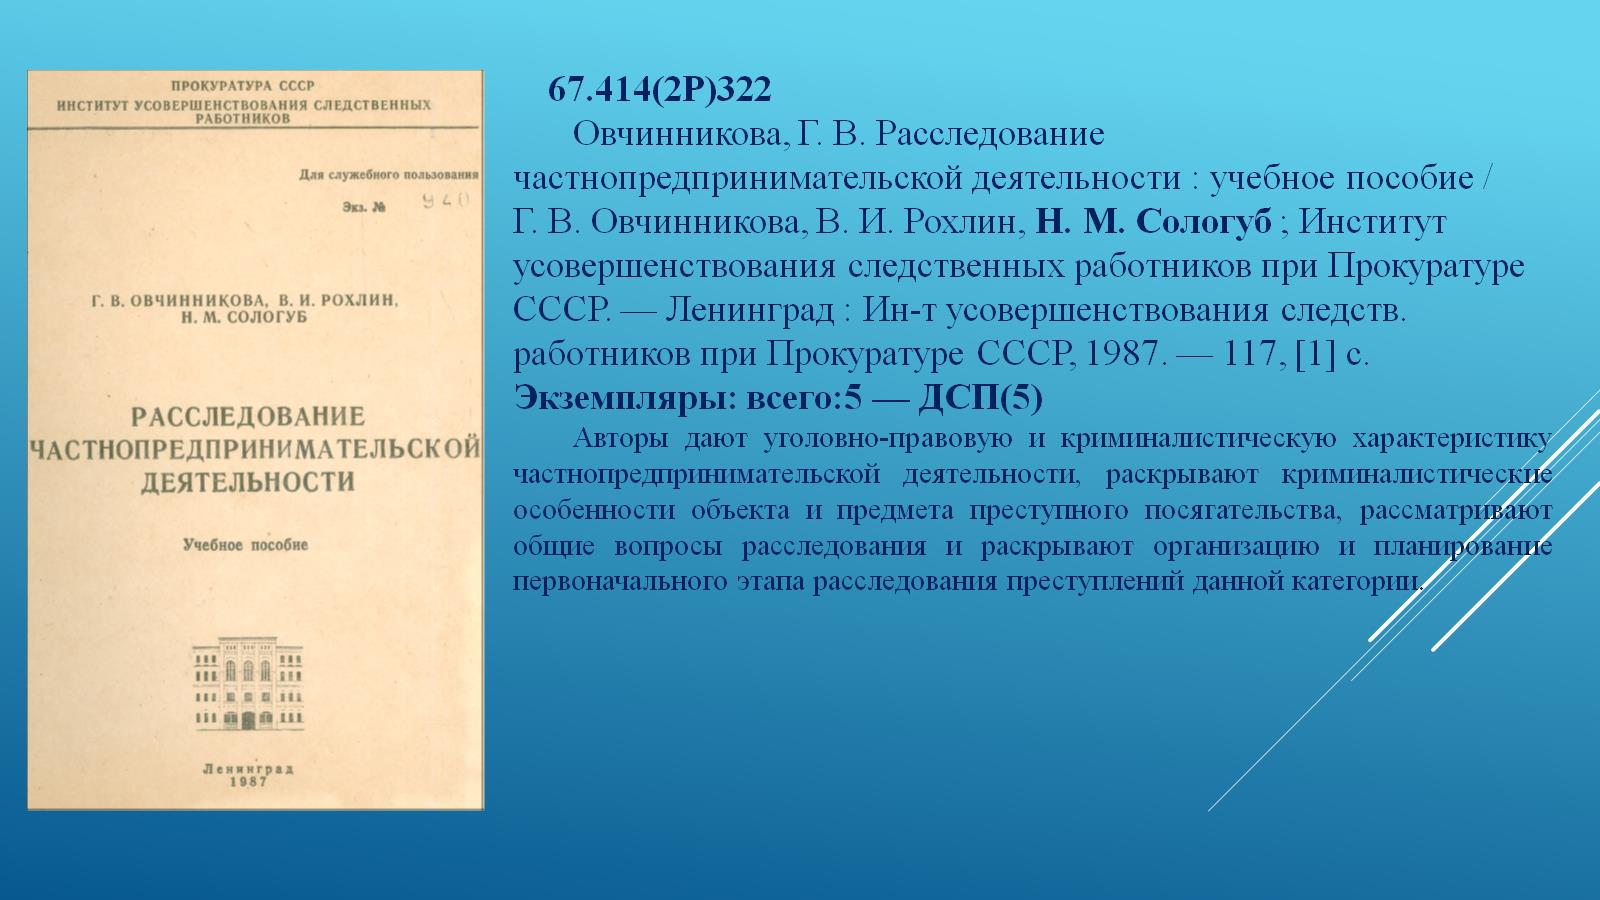 ПРОКУРАТУРА СССР
ИНСТИТУТ УСОВЕРШЕНСТВОВАНИЯ СЛЕДСТВЕННЫХ
РАБОТНИКОВ
Для служебного пользования
Экз. № 940
Г. В. ОВЧИННИКОВА, В. И. РОХЛИН,
Н. М. СОЛОГУБ
РАССЛЕДОВАНИЕ
ЧАСТНОПРЕДПРИНИМАТЕЛЬСКОЙ
ДЕЯТЕЛЬНОСТИ
Учебное пособие
Ленинград
1987
67.414(2Р)322
Овчинникова, Г. В. Расследование
частнопредпринимательской деятельности : учебное пособие /
Г. В. Овчинникова, В. И. Рохлин, Н. М. Сологуб ; Институт
усовершенствования следственных работников при Прокуратуре
СССР. — Ленинград : Ин-т усовершенствования следств.
работников при Прокуратуре СССР, 1987. — 117, [1] с.
Экземпляры: всего:5 — ДСП(5)
Авторы дают уголовно-правовую и криминалистическую характеристику
частнопредпринимательской деятельности, раскрывают криминалистические
особенности объекта и предмета преступного посягательства, рассматривают
общие вопросы расследования и раскрывают организацию и планирование
первоначального этапа расследования преступлений данной категории.